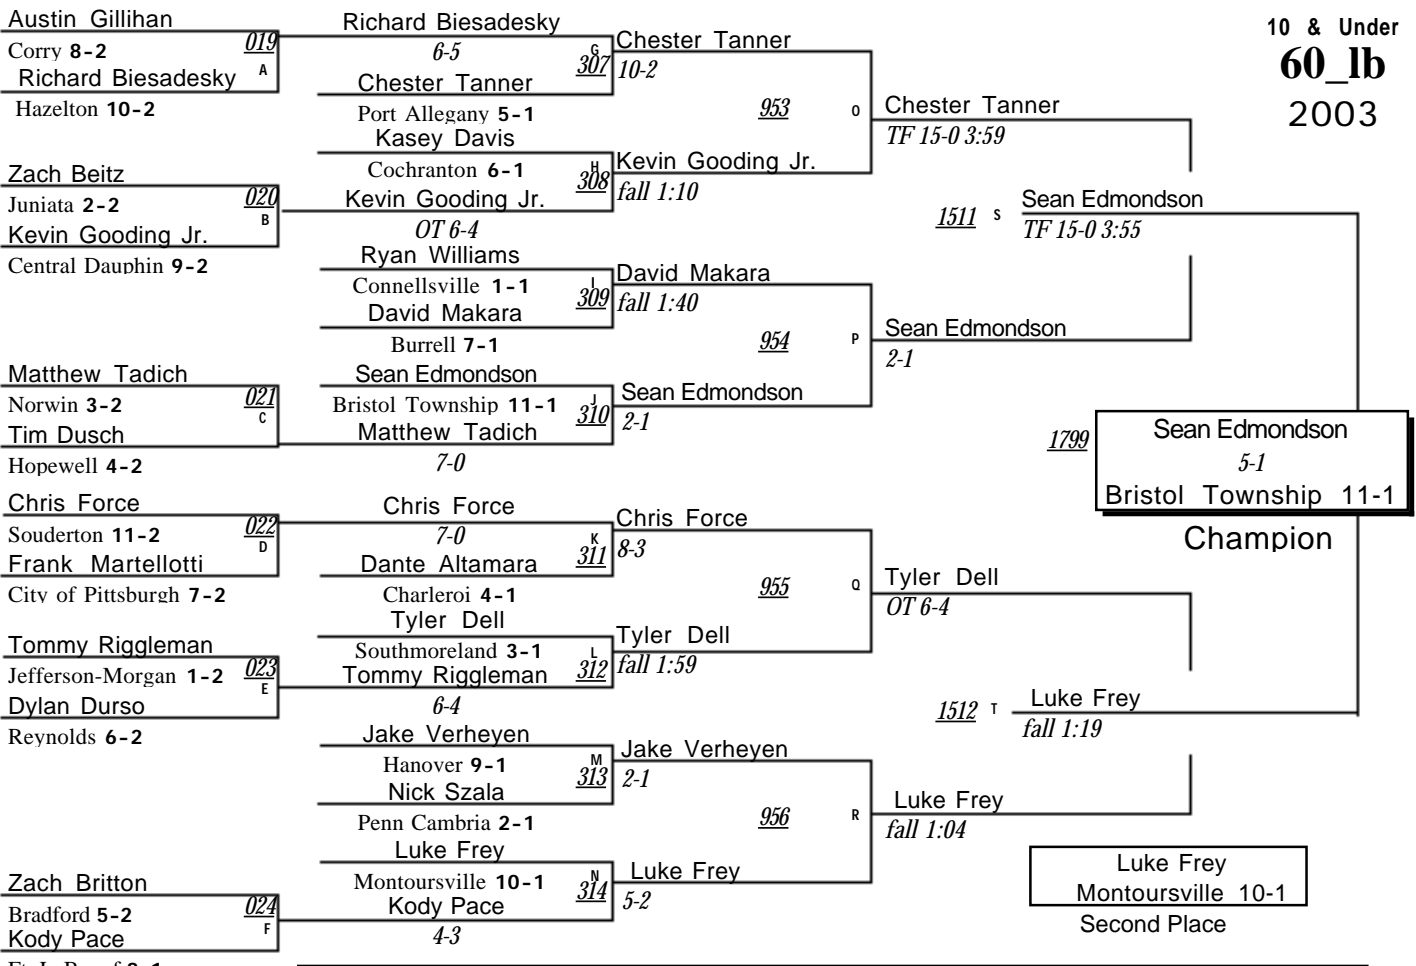 10 & Under
60_lb
2003
Austin Gillihan
Corry 8-2
019
A
Richard Biesadesky
Hazelton 10-2
Zach Beitz
Juniata 2-2
020
B
Kevin Gooding Jr.
Central Dauphin 9-2
Matthew Tadich
Norwin 3-2
021
C
Tim Dusch
Hopewell 4-2
Chris Force
Souderton 11-2
022
D
Frank Martellotti
City of Pittsburgh 7-2
Tommy Riggleman
Jefferson-Morgan 1-2
023
E
Dylan Durso
Reynolds 6-2
Zach Britton
Bradford 5-2
024
F
Kody Pace
Richard Biesadesky
6-5
G
307
Chester Tanner
Port Allegany 5-1
Kasey Davis
Cochranton 6-1
H
308
Kevin Gooding Jr.
OT 6-4
Ryan Williams
Connellsville 1-1
I
309
David Makara
Burrell 7-1
Sean Edmondson
Bristol Township 11-1
J
310
Matthew Tadich
7-0
Chris Force
7-0
K
311
Dante Altamara
Charleroi 4-1
Tyler Dell
Southmoreland 3-1
L
312
Tommy Riggleman
6-4
Jake Verheyen
Hanover 9-1
M
313
Nick Szala
Penn Cambria 2-1
Luke Frey
Montoursville 10-1
N
314
Kody Pace
4-3
Chester Tanner
10-2
953
O
Kevin Gooding Jr.
fall 1:10
David Makara
fall 1:40
954
P
Sean Edmondson
2-1
Chris Force
8-3
955
Q
Tyler Dell
fall 1:59
Jake Verheyen
2-1
956
R
Luke Frey
5-2
Chester Tanner
TF 15-0 3:59
1511
S
Sean Edmondson
2-1
Tyler Dell
OT 6-4
1512
T
Luke Frey
fall 1:04
Sean Edmondson
TF 15-0 3:55
1799
Luke Frey
fall 1:19
Sean Edmondson
5-1
Bristol Township 11-1
Champion
Luke Frey
Montoursville 10-1
Second Place